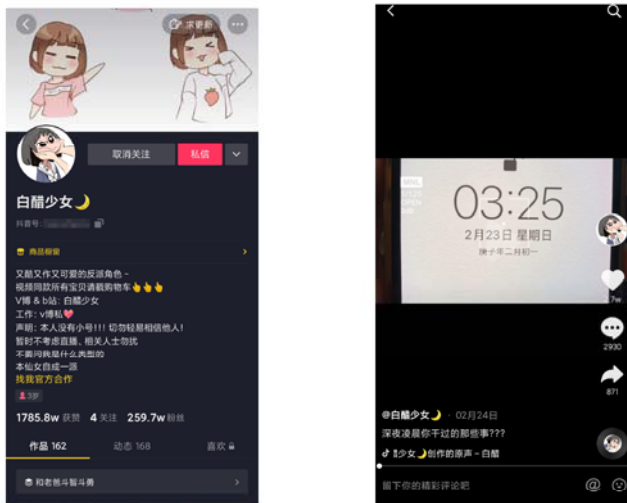 求更新
取消关注
私信
白醋少女
抖音号:
商品橱窗
又酷又作又可爱的反派角色~
视频同款所有宝贝请戳购物车
V博 & b站: 白醋少女
工作: v博私
声明: 本人没有小号!!! 切勿轻易相信他人!
暂时不考虑直播、相关人士勿扰
不要问我是什么类型的
本仙女自成一派
找我官方合作
3岁
1785.8w 获赞 4 关注 259.7w 粉丝
作品 162 动态 168 喜欢
和老爸斗智斗勇
03:25
2月23日 星期日
庚子年二月初一
2930
871
@白醋少女 · 02月24日
深夜凌晨你干过的那些事???
少女 创作的原声 - 白醋
留下你的精彩评论吧
@